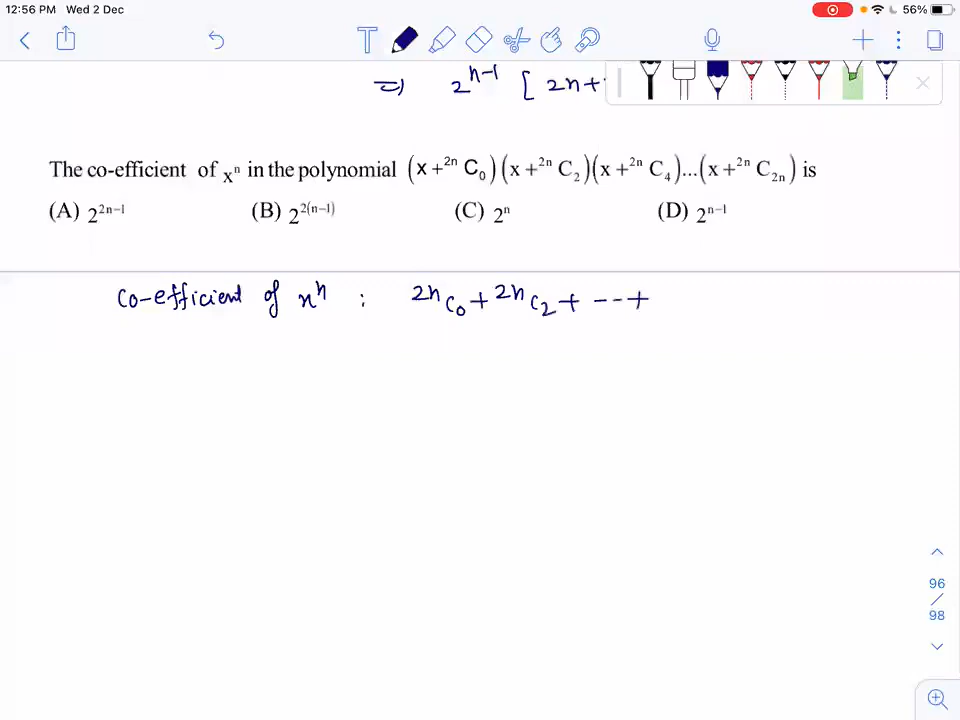 12:56 PM Wed 2 Dec 56%
T
⇒ 2^{n-1} [ 2n+
The co-efficient of x^n in the polynomial (x + ^{2n}C_0)(x + ^{2n}C_2)(x + ^{2n}C_4)...(x + ^{2n}C_{2n}) is
(A) 2^{2n-1} (B) 2^{2(n-1)} (C) 2^n (D) 2^{n-1}
Co-efficient of x^n : 2n_{C_0} + 2n_{C_2} + ---+
96
/
98